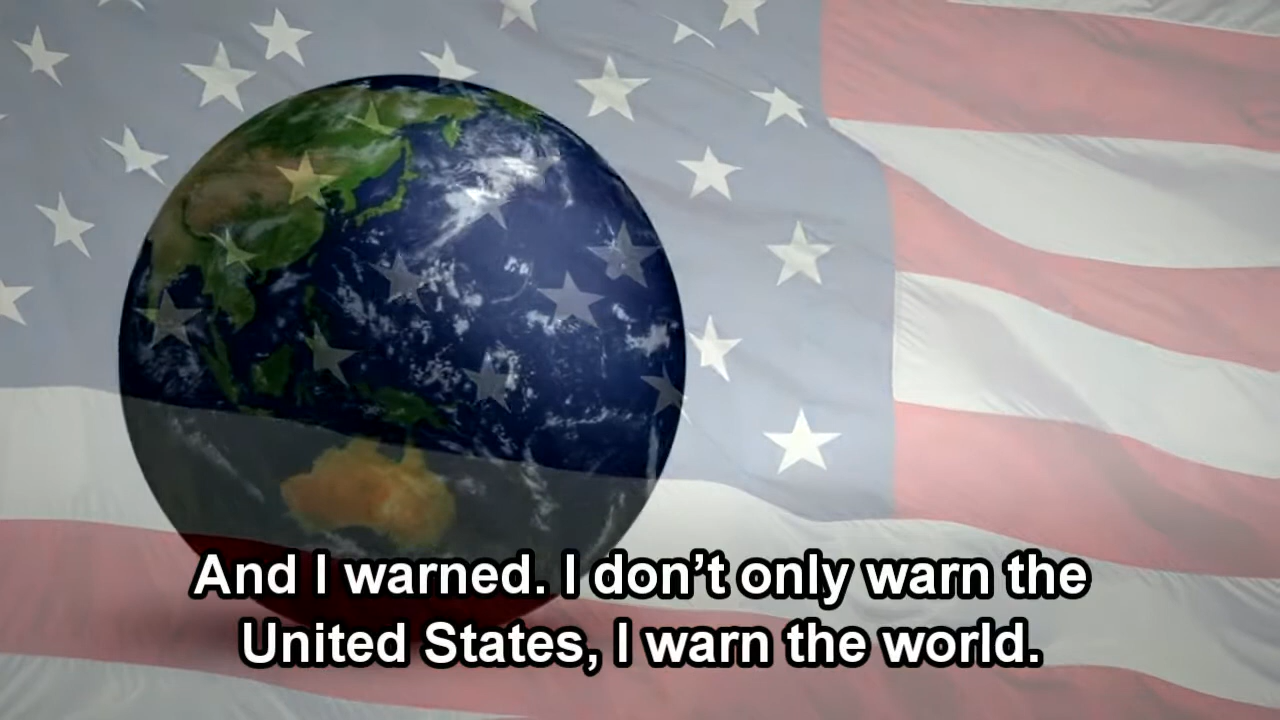 And I warned. I don’t only warn the
United States, I warn the world.